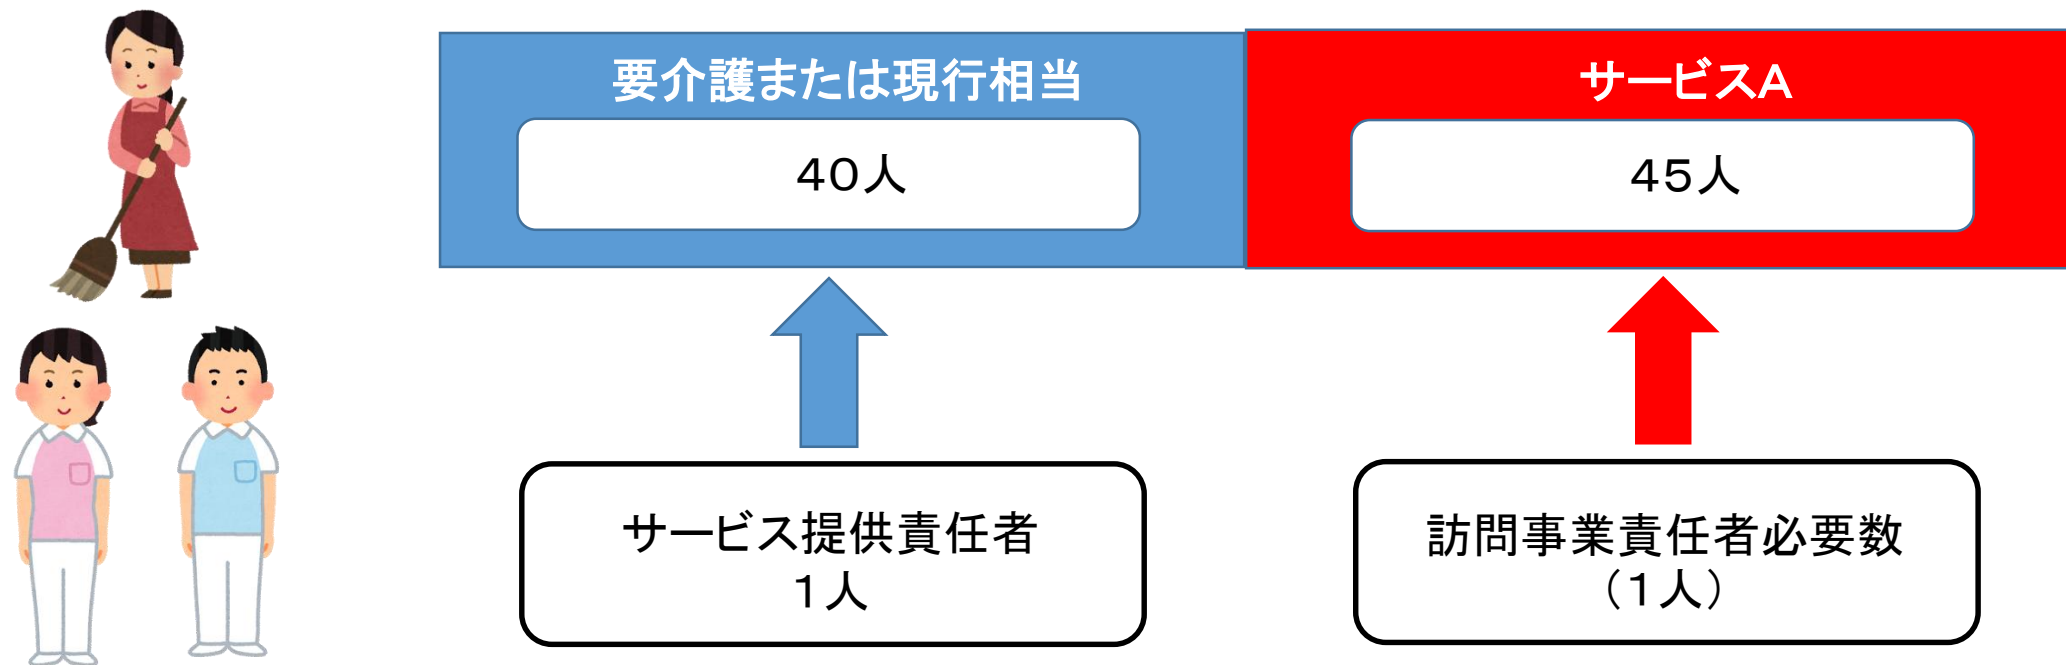 要介護または現行相当
40人
サービスA
45人
サービス提供責任者
1人
訪問事業責任者必要数
(1人)